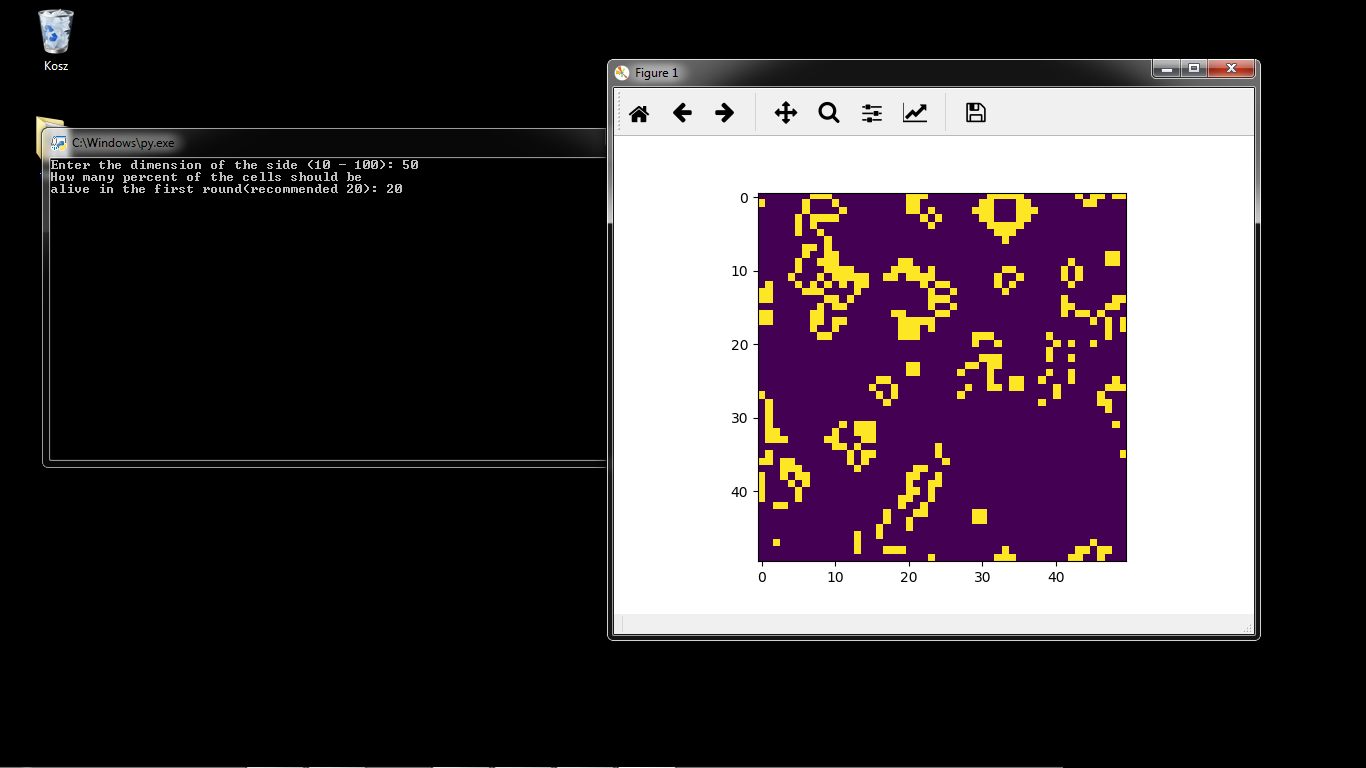 Kosz
C:\Windows\py.exe
Enter the dimension of the side (10 - 100): 50
How many percent of the cells should be
alive in the first round(recommended 20): 20
Figure 1
0
10
20
30
40
0 10 20 30 40